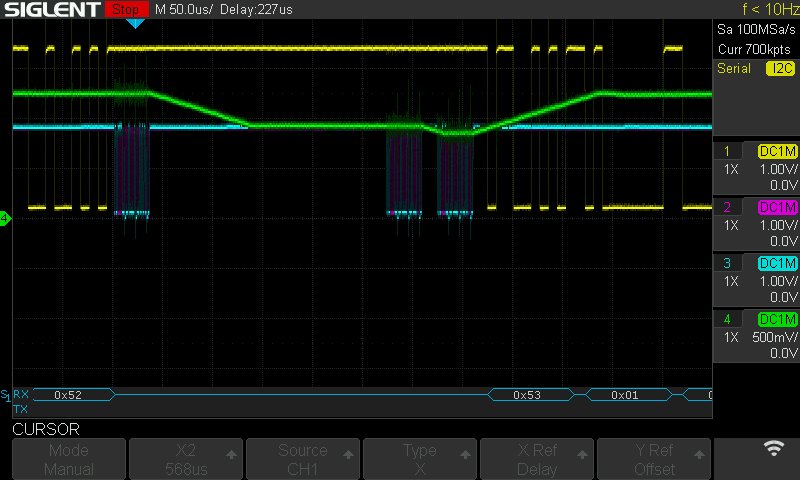 SIGLENT Stop M 50.0us/ Delay:227us f < 10Hz
Sa 100MSa/s
Curr 700kpts
Serial I2C
1 DC1M
1X 1.00V/
0.0V
2 DC1M
1X 1.00V/
0.0V
3 DC1M
1X 1.00V/
0.0V
4 DC1M
1X 500mV/
0.0V
4
S1 RX 0x52 0x53 0x01 0
TX
CURSOR
Mode X2 Source Type X Ref Y Ref
Manual 568us CH1 X Delay Offset